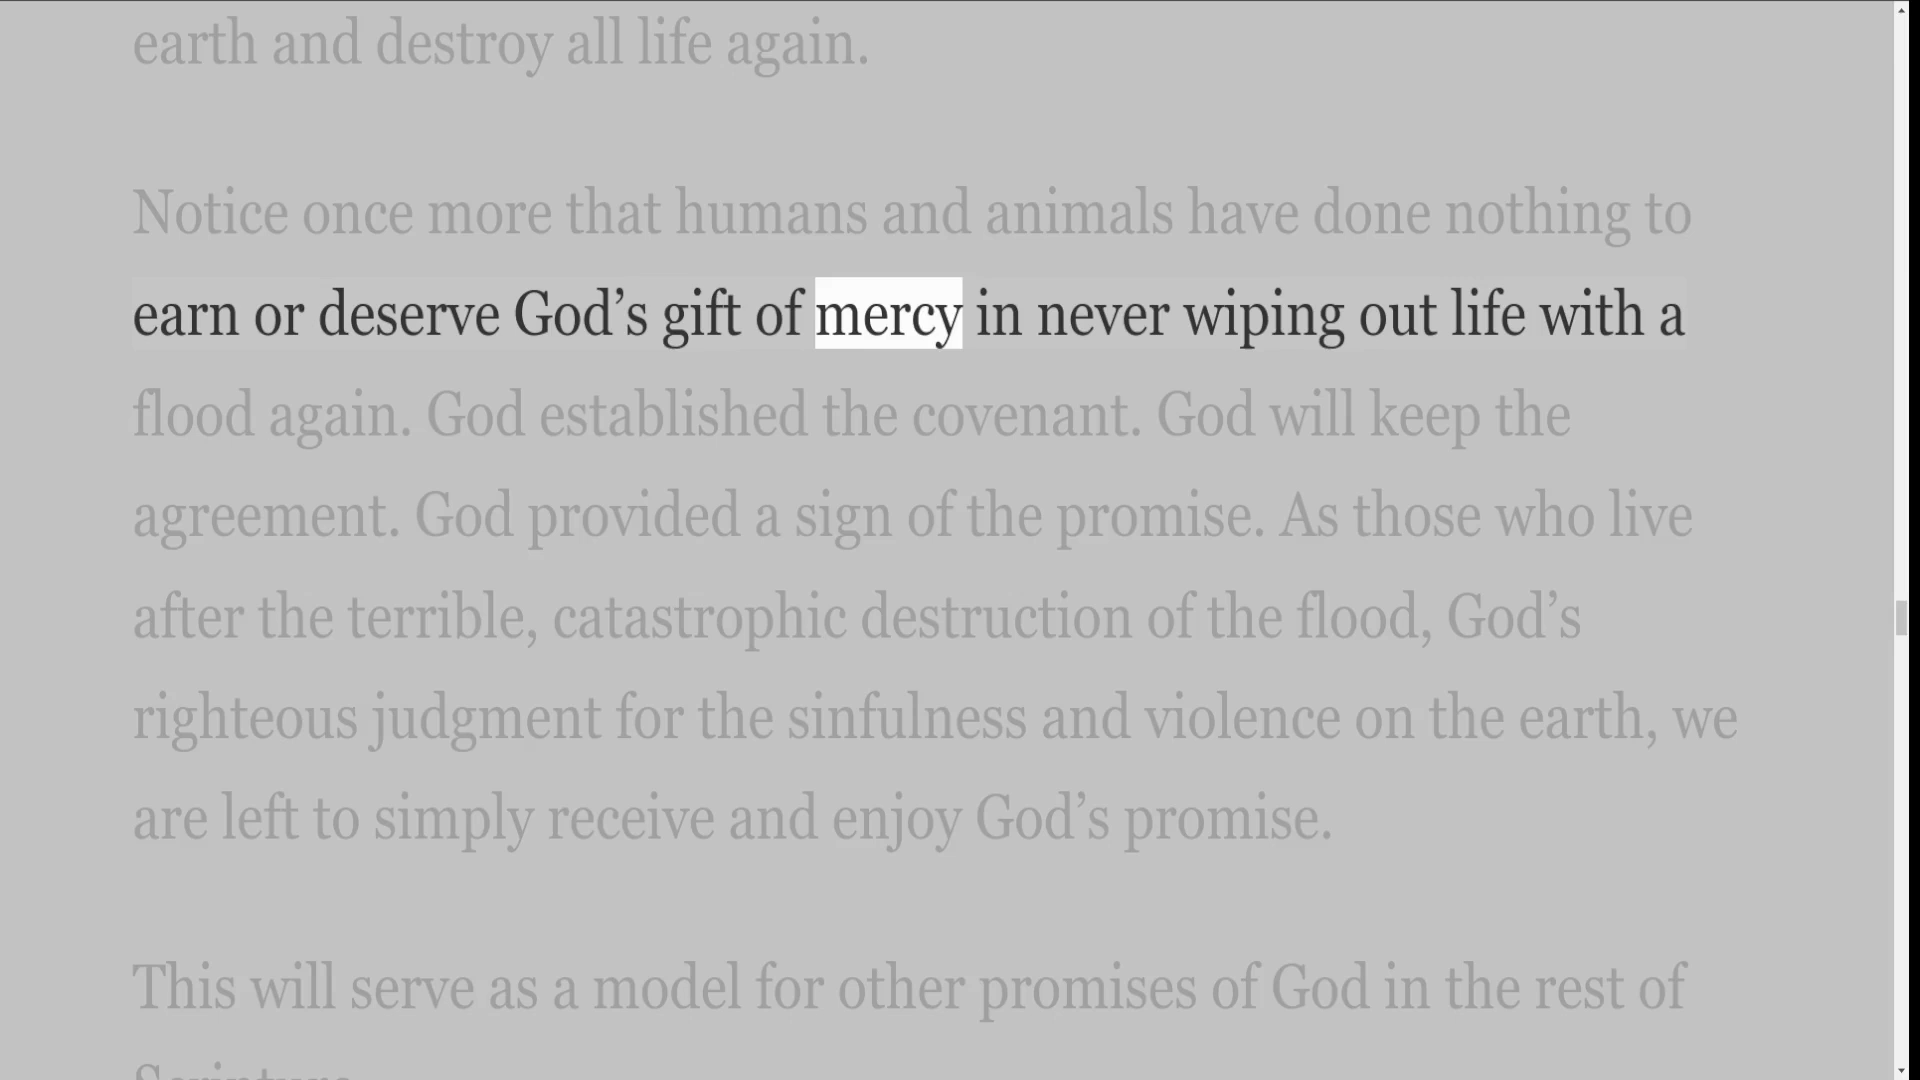 earth and destroy all life again.
Notice once more that humans and animals have done nothing to
earn or deserve God’s gift of mercy in never wiping out life with a
flood again. God established the covenant. God will keep the
agreement. God provided a sign of the promise. As those who live
after the terrible, catastrophic destruction of the flood, God’s
righteous judgment for the sinfulness and violence on the earth, we
are left to simply receive and enjoy God’s promise.
This will serve as a model for other promises of God in the rest of